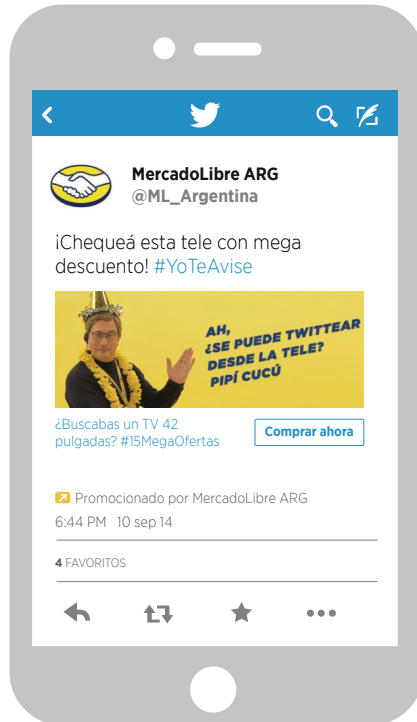 MercadoLibre ARG
@ML_Argentina
¡Chequeá esta tele con mega
descuento! #YoTeAvise
AH,
¿SE PUEDE TWITTEAR
DESDE LA TELE?
PIPÍ CUCÚ
¿Buscabas un TV 42
pulgadas? #15MegaOfertas
Comprar ahora
Promocionado por MercadoLibre ARG
6:44 PM 10 sep 14
4 FAVORITOS